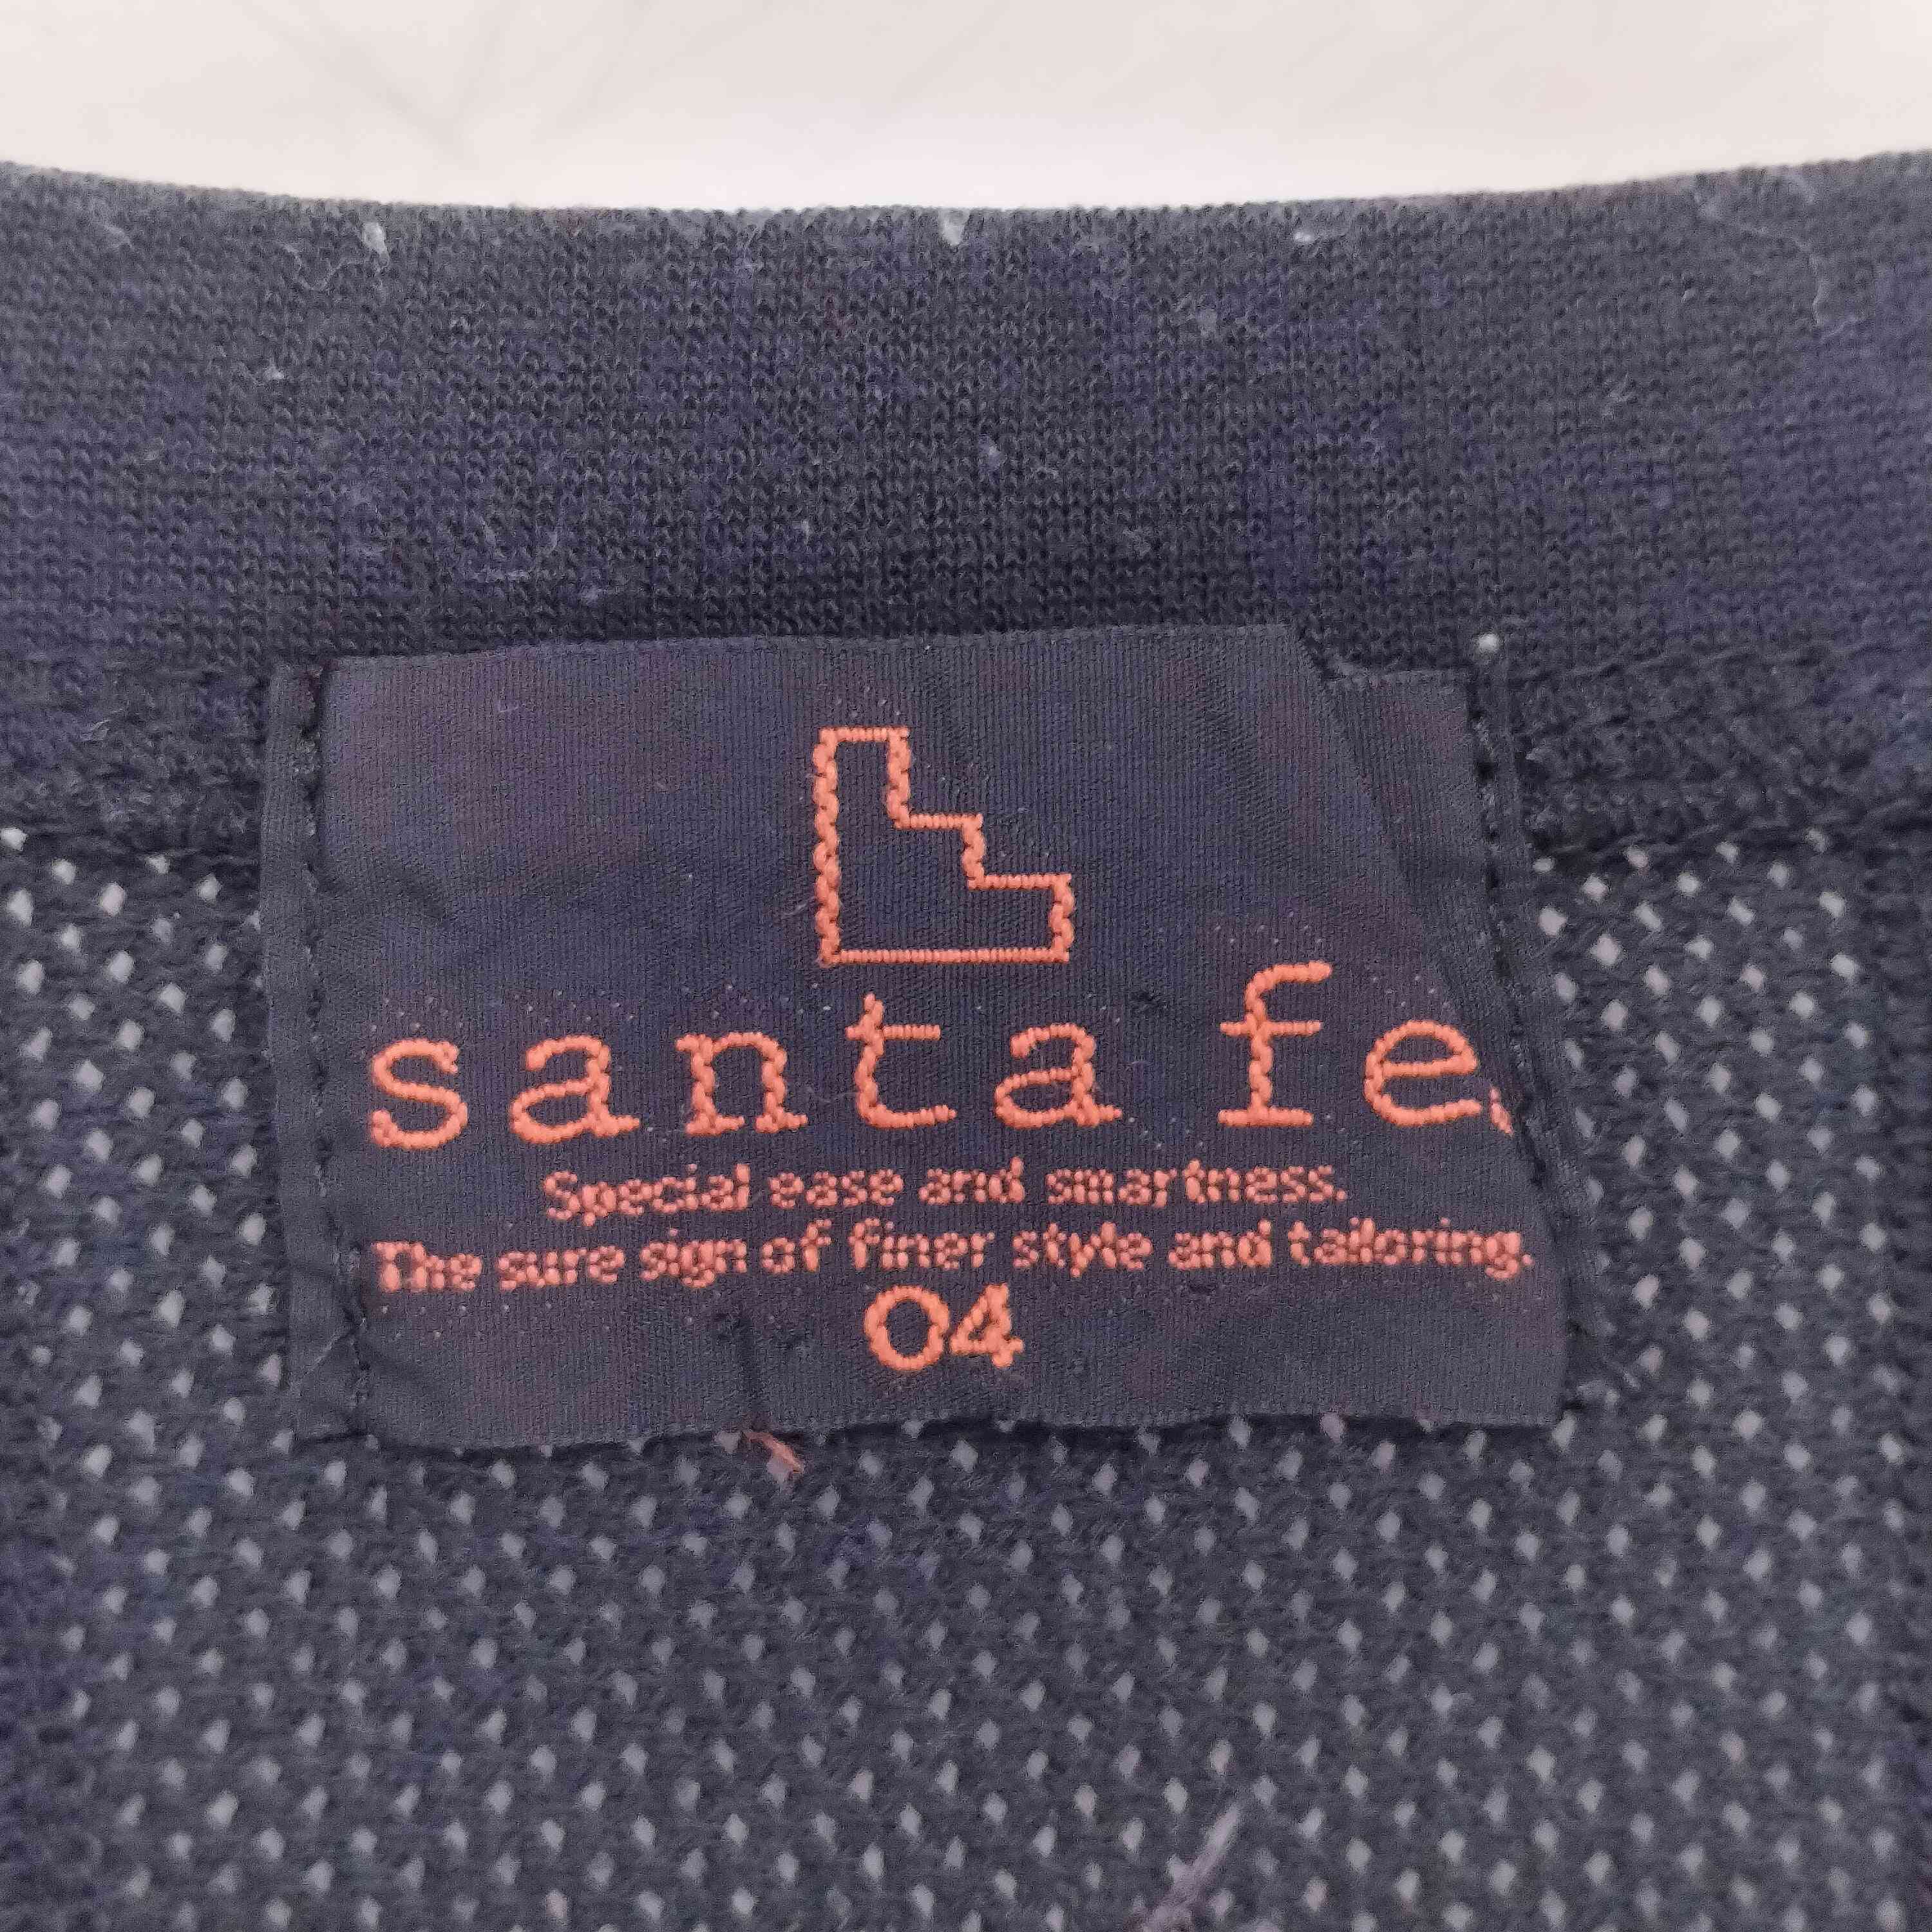 santa fe.
Special ease and smartness.
The sure sign of finer style and tailoring.
04